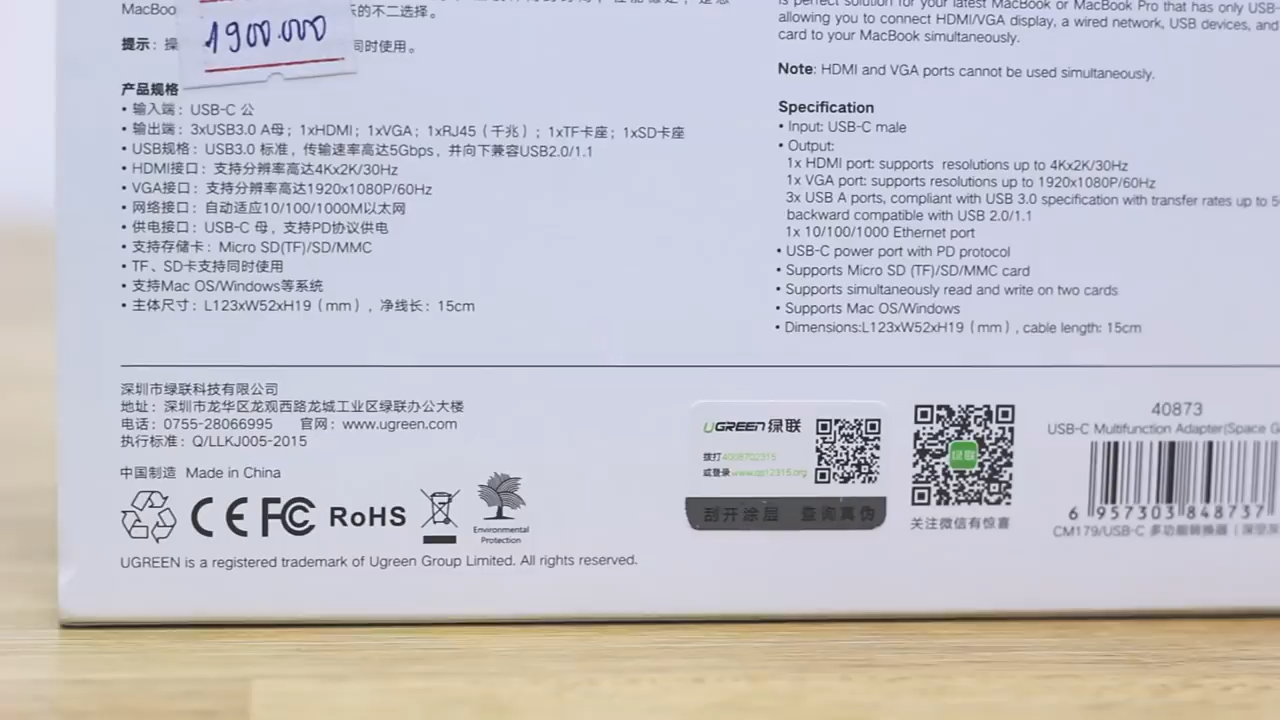 MacBoo
的不二选择。
1900.000
提示：操
同时使用。
产品规格
• 输入端：USB-C 公
• 输出端：3xUSB3.0 A母；1xHDMI；1xVGA；1xRJ45（千兆）；1xTF卡座；1xSD卡座
• USB规格：USB3.0 标准，传输速率高达5Gbps，并向下兼容USB2.0/1.1
• HDMI接口：支持分辨率高达4Kx2K/30Hz
• VGA接口：支持分辨率高达1920x1080P/60Hz
• 网络接口：自动适应10/100/1000M以太网
• 供电接口：USB-C 母，支持PD协议供电
• 支持存储卡：Micro SD(TF)/SD/MMC
• TF、SD卡支持同时使用
• 支持Mac OS/Windows等系统
• 主体尺寸：L123xW52xH19（mm），净线长：15cm
is perfect solution for your latest MacBook or MacBook Pro that has only USB-
allowing you to connect HDMI/VGA display, a wired network, USB devices, and
card to your MacBook simultaneously.
Note: HDMI and VGA ports cannot be used simultaneously.
Specification
• Input: USB-C male
• Output:
1x HDMI port: supports resolutions up to 4Kx2K/30Hz
1x VGA port: supports resolutions up to 1920x1080P/60Hz
3x USB A ports, compliant with USB 3.0 specification with transfer rates up to 5
backward compatible with USB 2.0/1.1
1x 10/100/1000 Ethernet port
• USB-C power port with PD protocol
• Supports Micro SD (TF)/SD/MMC card
• Supports simultaneously read and write on two cards
• Supports Mac OS/Windows
• Dimensions:L123xW52xH19（mm）, cable length: 15cm
深圳市绿联科技有限公司
地址：深圳市龙华区龙观西路龙城工业区绿联办公大楼
电话：0755-28066995 官网：www.ugreen.com
执行标准：Q/LLKJ005-2015
中国制造 Made in China
CE FC RoHS
Environmental
Protection
UGREEN is a registered trademark of Ugreen Group Limited. All rights reserved.
UGREEN 绿联
拨打4008702315
或登录www.qc12315.org
刮开涂层 查询真伪
绿联
关注微信有惊喜
40873
USB-C Multifunction Adapter(Space G
6 957303 848737
CM179/USB-C 多功能转换器